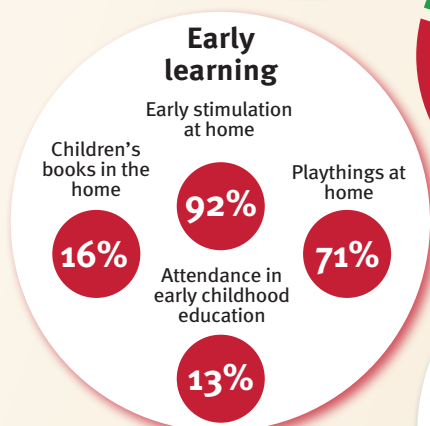 Early
learning
Early stimulation
at home
92%
Children's
books in the
home
16%
Playthings at
home
71%
Attendance in
early childhood
education
13%